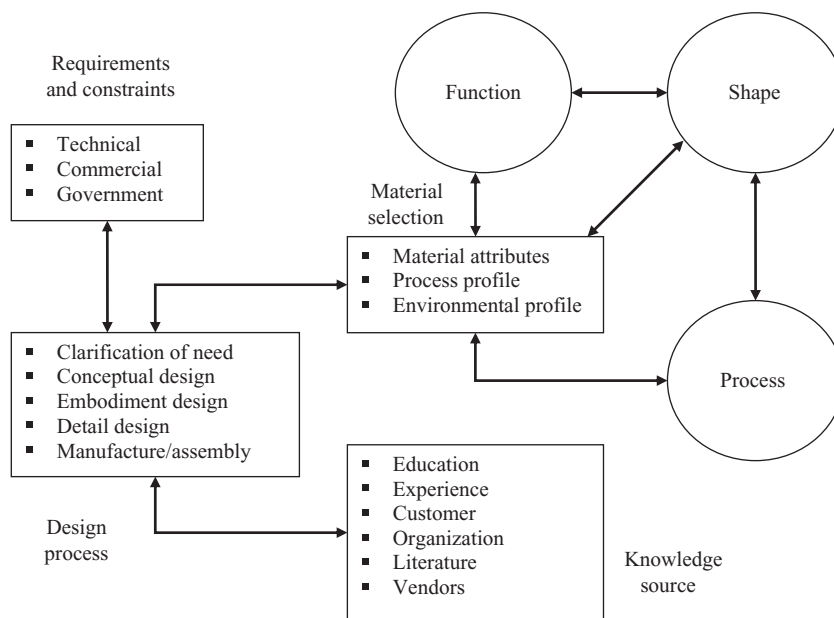 Requirements
and constraints
▪ Technical
▪ Commercial
▪ Government
Function
Shape
Material
selection
▪ Material attributes
▪ Process profile
▪ Environmental profile
▪ Clarification of need
▪ Conceptual design
▪ Embodiment design
▪ Detail design
▪ Manufacture/assembly
Process
Design
process
▪ Education
▪ Experience
▪ Customer
▪ Organization
▪ Literature
▪ Vendors
Knowledge
source